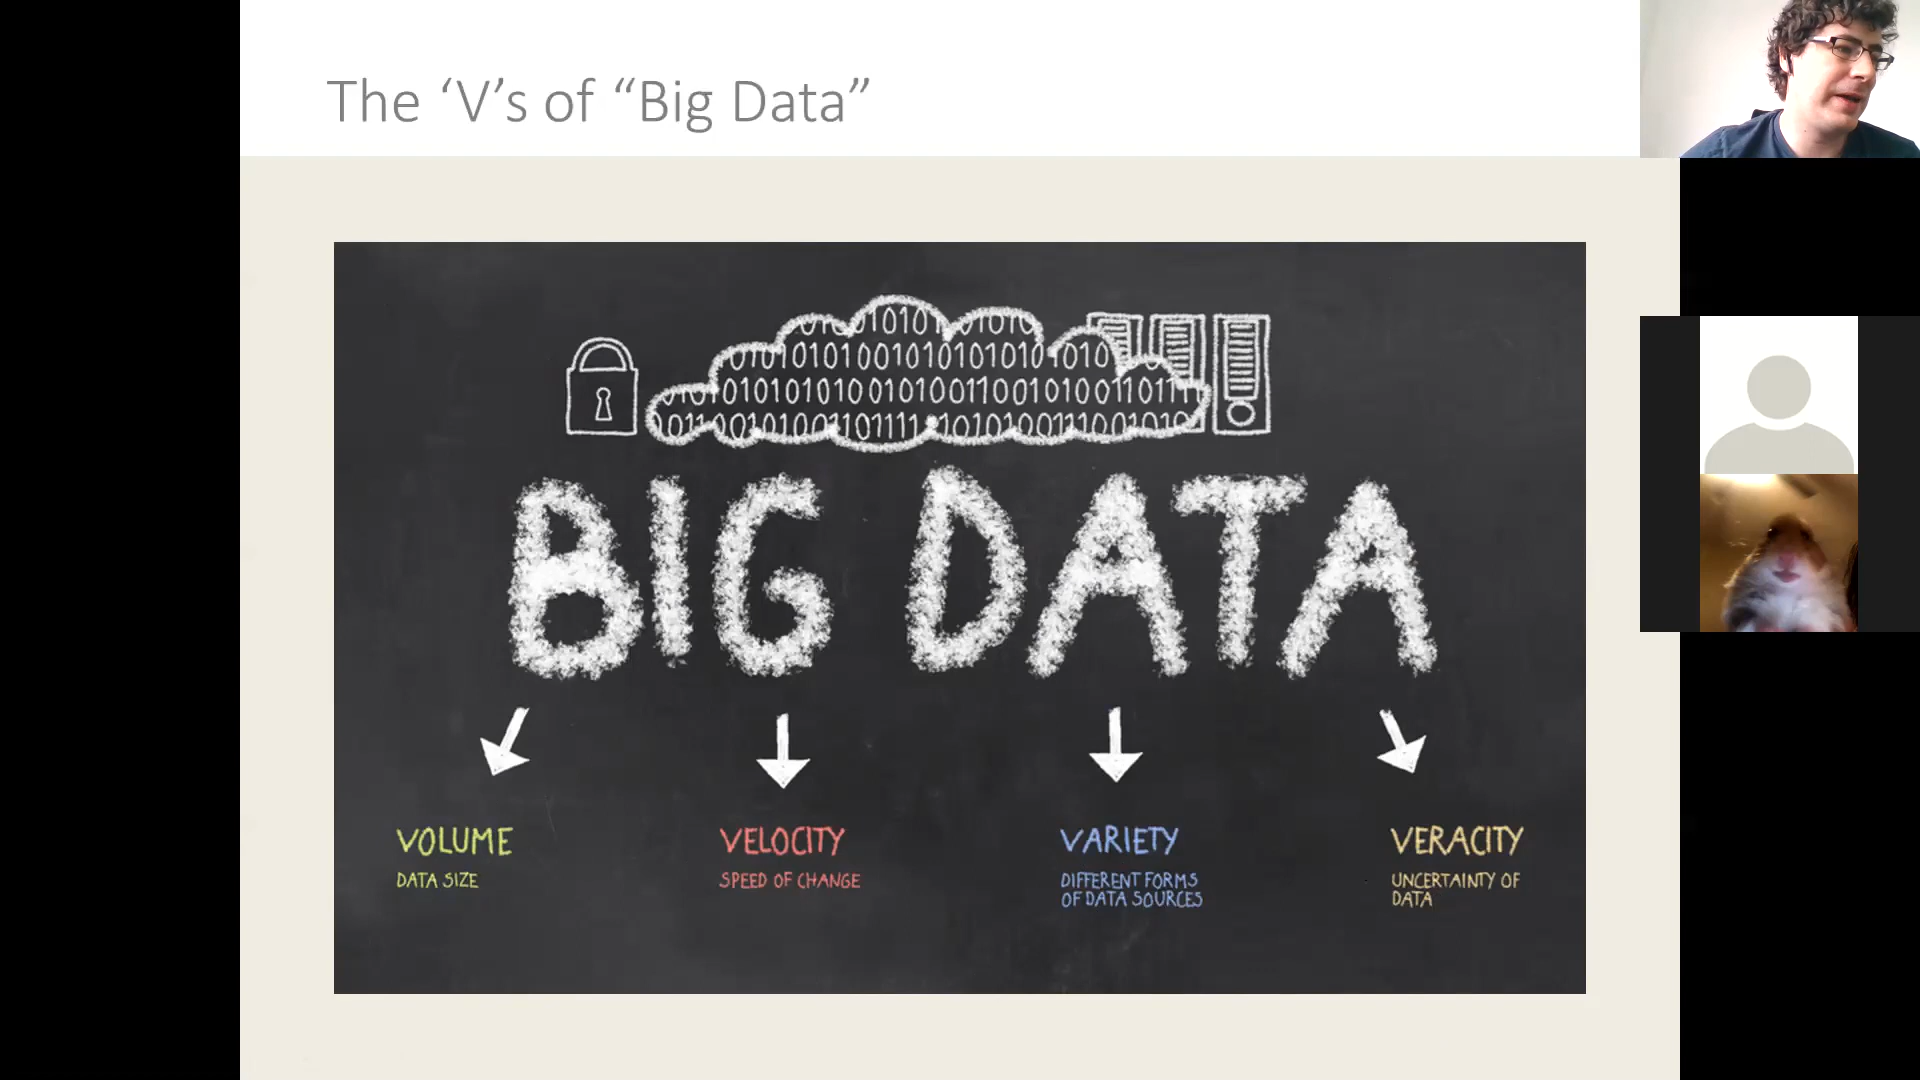 The ‘V’s of “Big Data”
BIG DATA
VOLUME
DATA SIZE
VELOCITY
SPEED OF CHANGE
VARIETY
DIFFERENT FORMS
OF DATA SOURCES
VERACITY
UNCERTAINTY OF
DATA